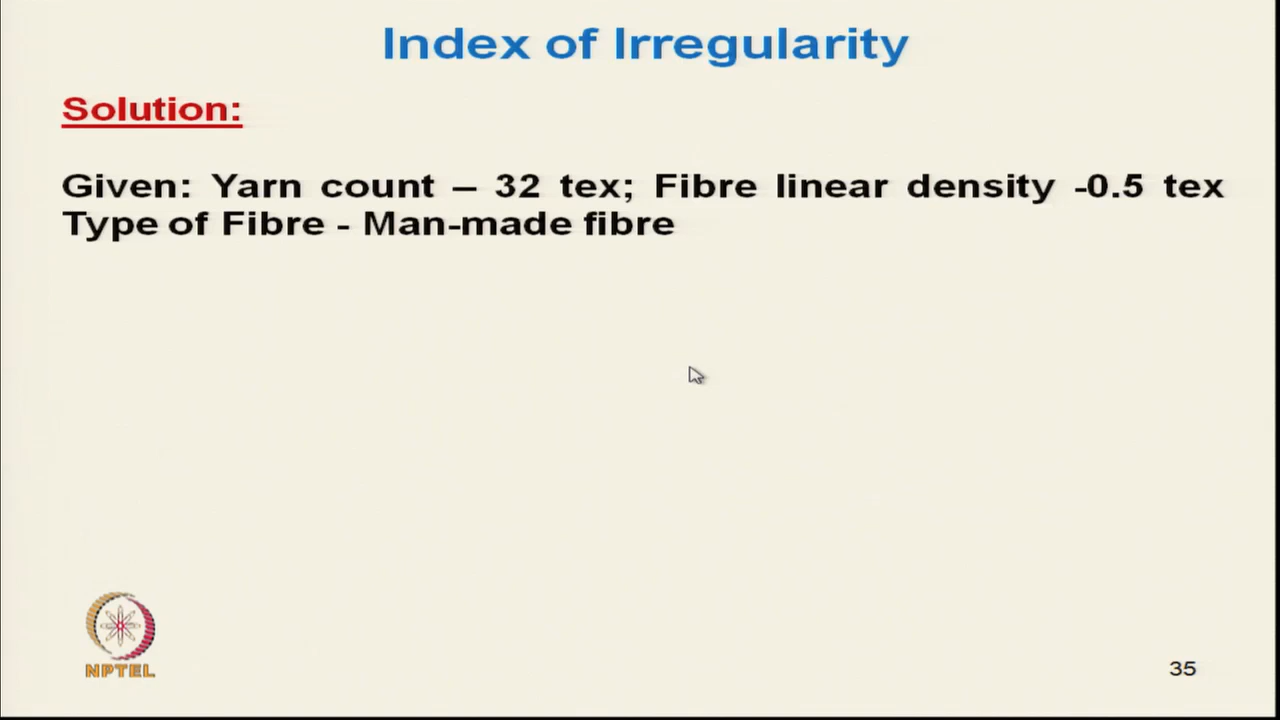 Index of Irregularity
Solution:
Given: Yarn count – 32 tex; Fibre linear density -0.5 tex
Type of Fibre - Man-made fibre
NPTEL
35